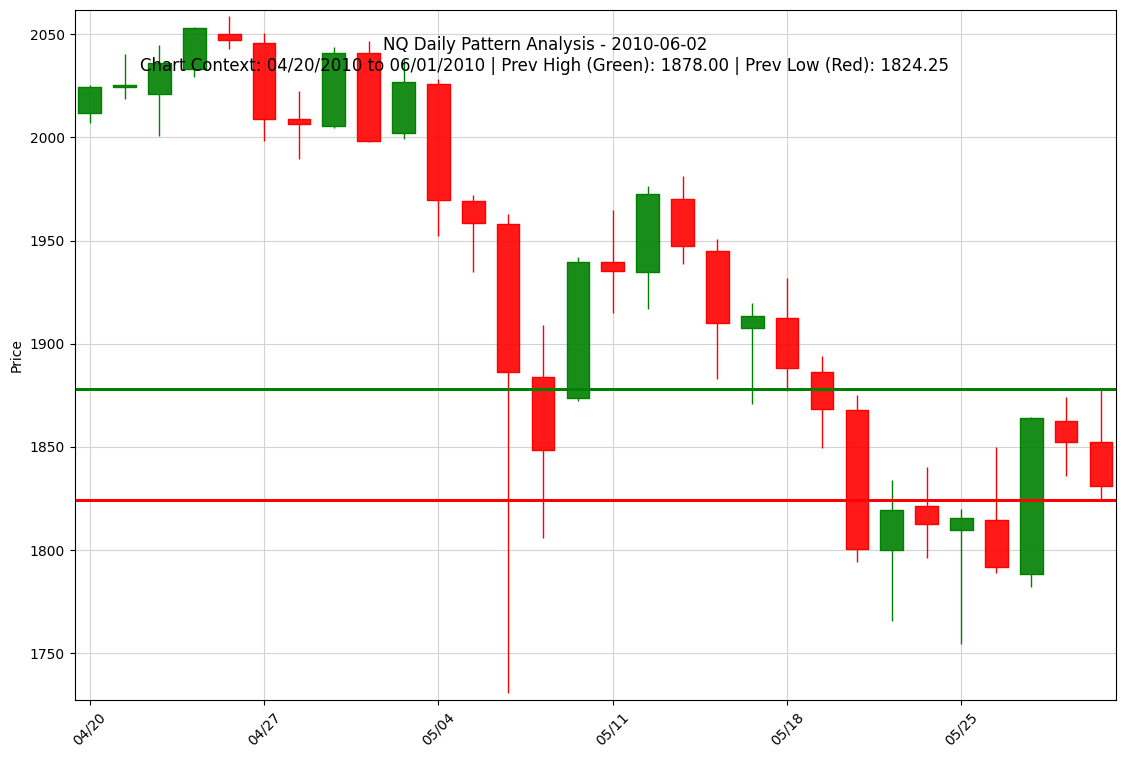 NQ Daily Pattern Analysis - 2010-06-02
Chart Context: 04/20/2010 to 06/01/2010 | Prev High (Green): 1878.00 | Prev Low (Red): 1824.25
Price
2050
2000
1950
1900
1850
1800
1750
04/20 04/27 05/04 05/11 05/18 05/25